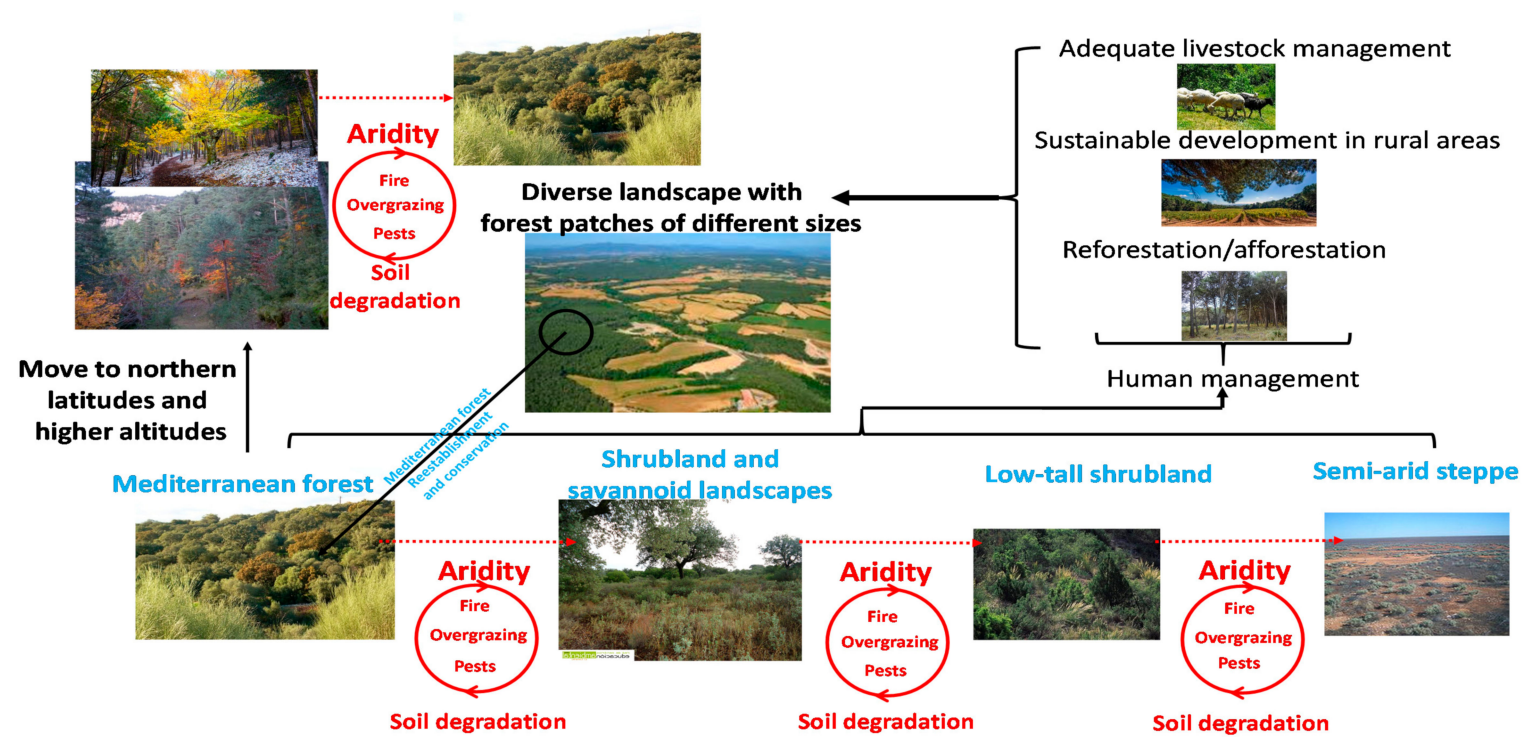 Adequate livestock management
Sustainable development in rural areas
Reforestation/afforestation
Human management
Aridity
Fire
Overgrazing
Pests
Soil
degradation
Diverse landscape with
forest patches of different sizes
Move to northern
latitudes and
higher altitudes
Mediterranean forest
Reestablishment
and conservation
Mediterranean forest
Shrubland and
savannoid landscapes
Low-tall shrubland
Semi-arid steppe
Aridity
Fire
Overgrazing
Pests
Soil degradation
Aridity
Fire
Overgrazing
Pests
Soil degradation
Aridity
Fire
Overgrazing
Pests
Soil degradation